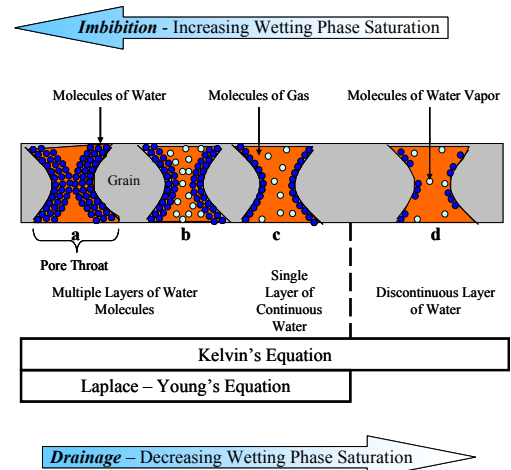 Imbibition - Increasing Wetting Phase Saturation
Molecules of Water
Molecules of Gas
Molecules of Water Vapor
Grain
a
b
c
d
Pore Throat
Multiple Layers of Water
Molecules
Single
Layer of
Continuous
Water
Discontinuous Layer
of Water
Kelvin's Equation
Laplace – Young's Equation
Drainage – Decreasing Wetting Phase Saturation